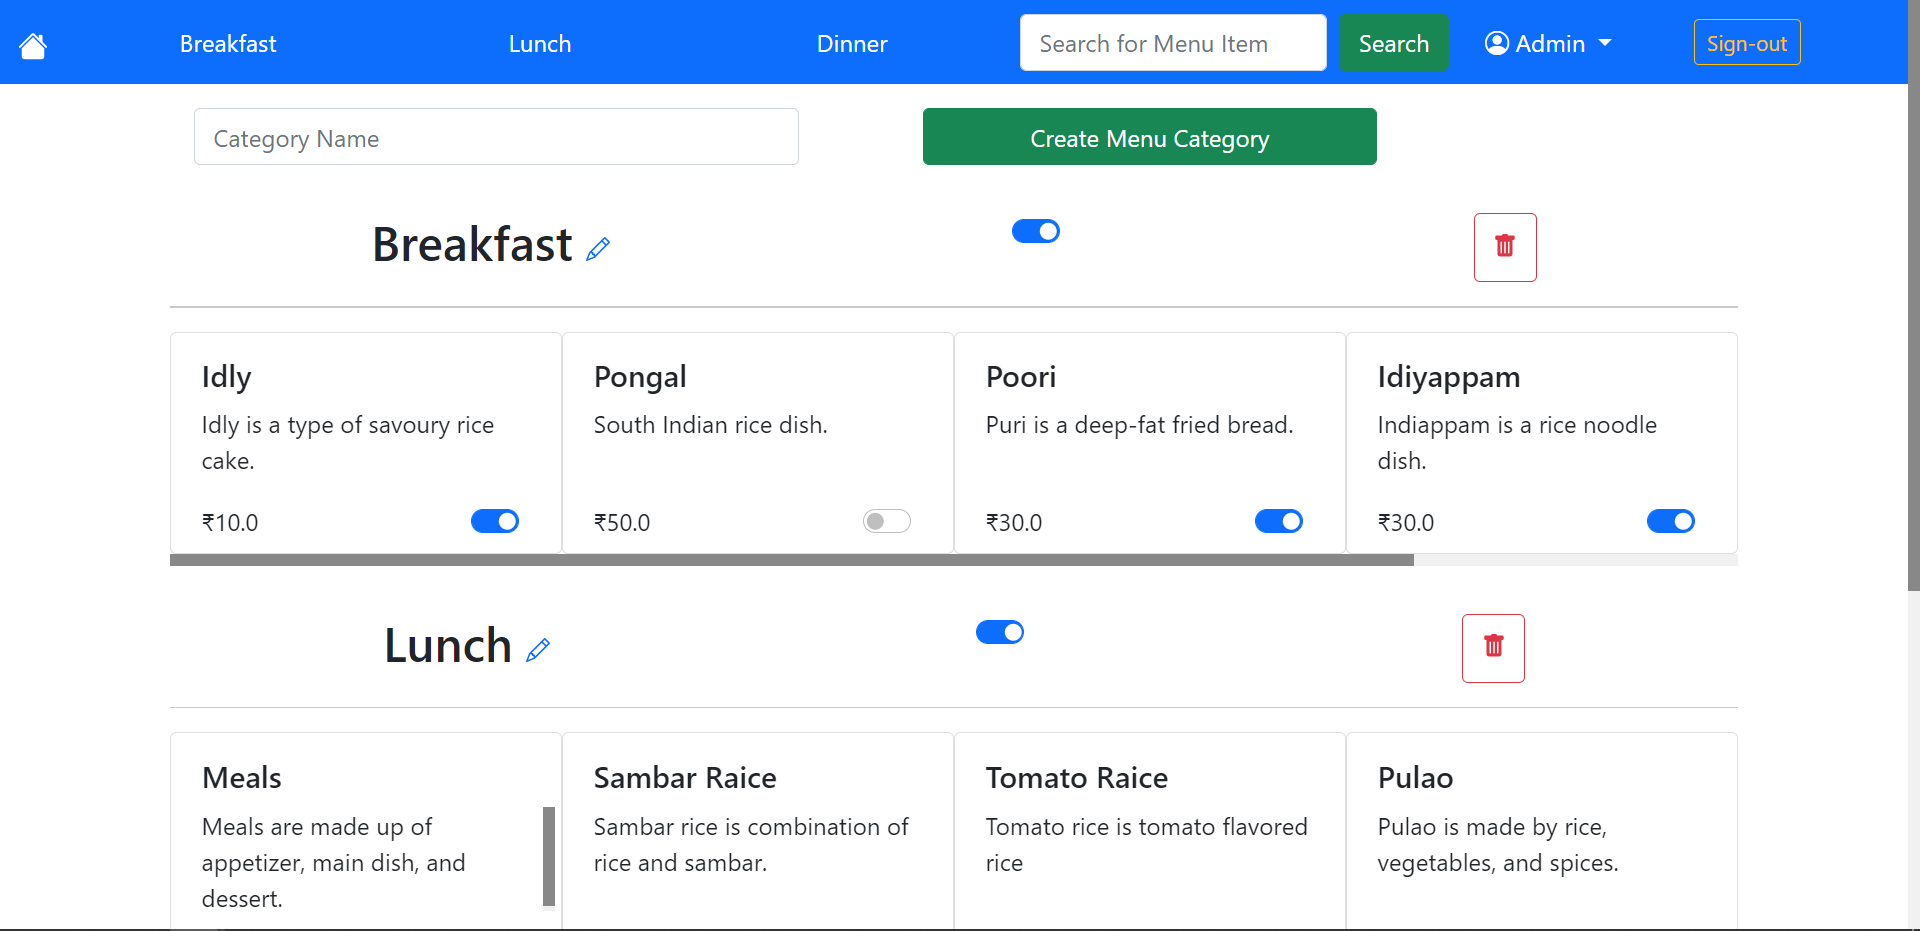 Breakfast Lunch Dinner Search for Menu Item Search Admin Sign-out
Category Name Create Menu Category
Breakfast
Idly
Idly is a type of savoury rice
cake.
₹10.0
Pongal
South Indian rice dish.
₹50.0
Poori
Puri is a deep-fat fried bread.
₹30.0
Idiyappam
Indiappam is a rice noodle
dish.
₹30.0
Lunch
Meals
Meals are made up of
appetizer, main dish, and
dessert.
Sambar Raice
Sambar rice is combination of
rice and sambar.
Tomato Raice
Tomato rice is tomato flavored
rice
Pulao
Pulao is made by rice,
vegetables, and spices.